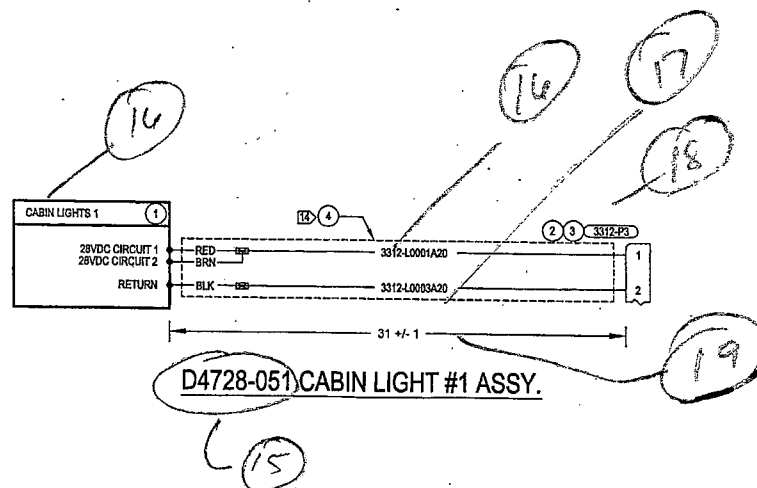 16
16
17
18
CABIN LIGHTS 1 1
14 4
2 3 3312-P3
28VDC CIRCUIT 1 RED 3312-L0001A20 1
28VDC CIRCUIT 2 BRN
RETURN BLK 3312-L0003A20 2
31 +/- 1
19
D4728-051 CABIN LIGHT #1 ASSY.
15